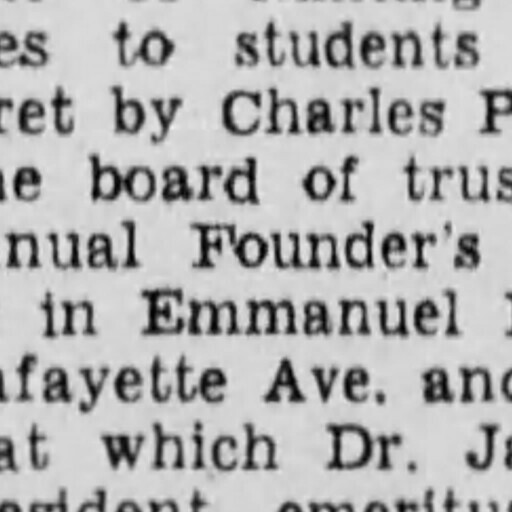 es to students
ret by Charles P
e board of trus
nual Founder's
in Emmanuel
afayette Ave. and
at which Dr. Ja